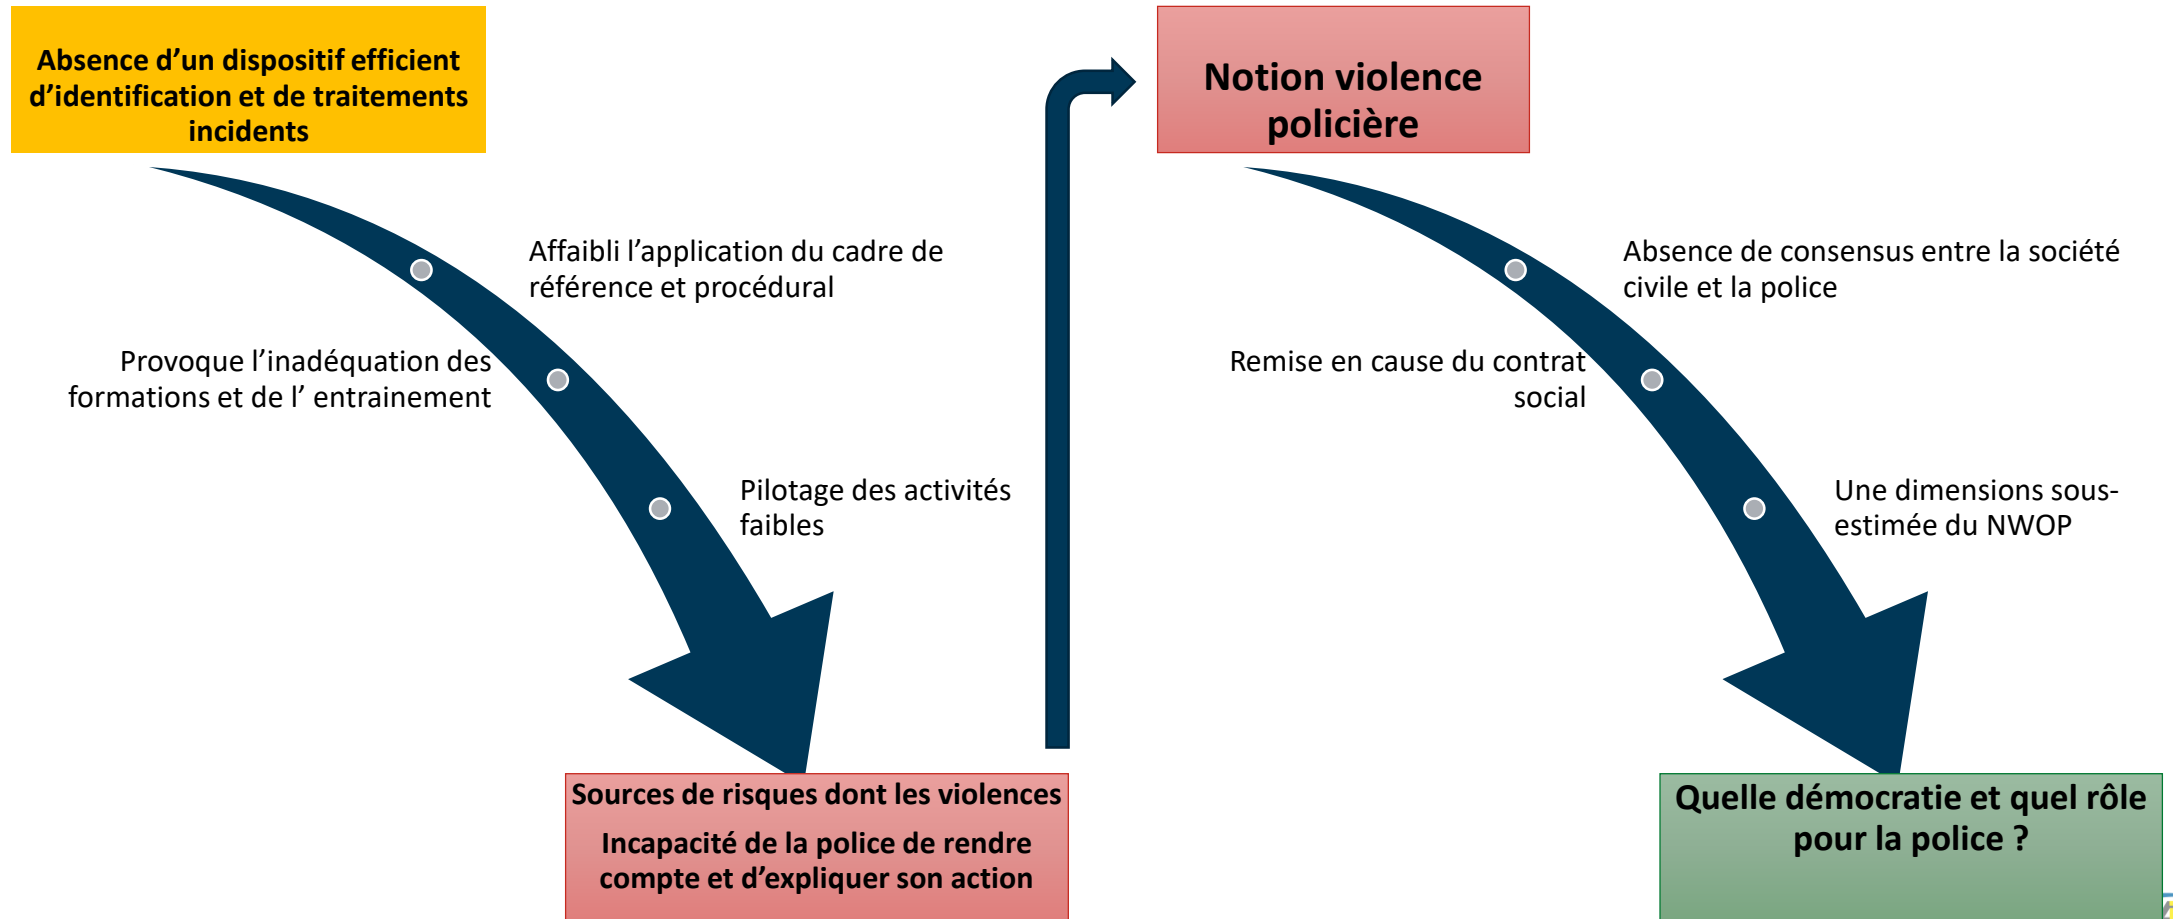 Absence d’un dispositif efficient
d’identification et de traitements
incidents
Affaibli l’application du cadre de
référence et procédural
Provoque l’inadéquation des
formations et de l’ entrainement
Pilotage des activités
faibles
Sources de risques dont les violences
Incapacité de la police de rendre
compte et d’expliquer son action
Notion violence
policière
Absence de consensus entre la société
civile et la police
Remise en cause du contrat
social
Une dimensions sous-
estimée du NWOP
Quelle démocratie et quel rôle
pour la police ?